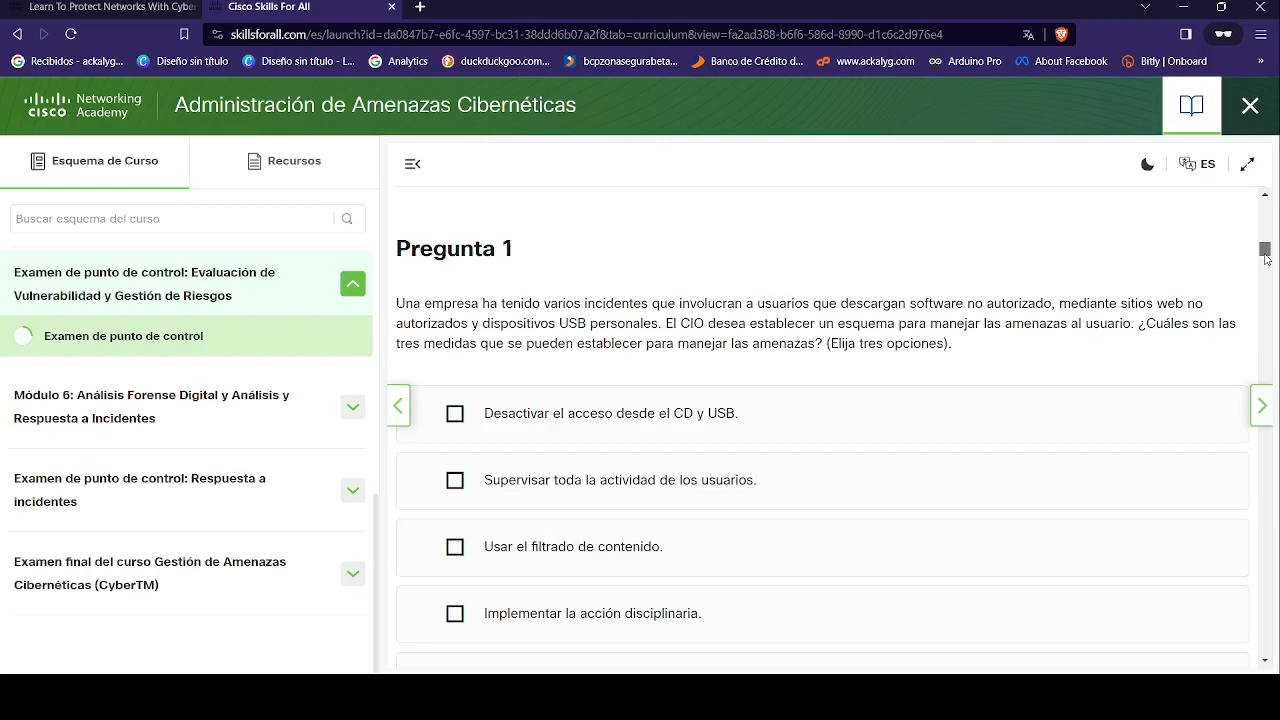 Learn To Protect Networks With Cyber
Cisco Skills For All
skillsforall.com/es/launch?id=da0847b7-e6fc-4597-bc31-38ddd6b07a2f&tab=curriculum&view=fa2ad388-b6f6-586d-8990-d1c6c2d976e4
Recibidos - ackalyg...
Diseño sin título
Diseño sin título - L...
Analytics
duckduckgoo.com...
bcpzonasegurabeta...
Banco de Crédito d...
www.ackalyg.com
Arduino Pro
About Facebook
Bitly | Onboard
»
cisco
Networking
Academy
Administración de Amenazas Cibernéticas
Esquema de Curso
Recursos
ES
Buscar esquema del curso
Examen de punto de control: Evaluación de
Vulnerabilidad y Gestión de Riesgos
Examen de punto de control
Módulo 6: Análisis Forense Digital y Análisis y
Respuesta a Incidentes
Examen de punto de control: Respuesta a
incidentes
Examen final del curso Gestión de Amenazas
Cibernéticas (CyberTM)
Pregunta 1
Una empresa ha tenido varios incidentes que involucran a usuarios que descargan software no autorizado, mediante sitios web no
autorizados y dispositivos USB personales. El CIO desea establecer un esquema para manejar las amenazas al usuario. ¿Cuáles son las
tres medidas que se pueden establecer para manejar las amenazas? (Elija tres opciones).
Desactivar el acceso desde el CD y USB.
Supervisar toda la actividad de los usuarios.
Usar el filtrado de contenido.
Implementar la acción disciplinaria.